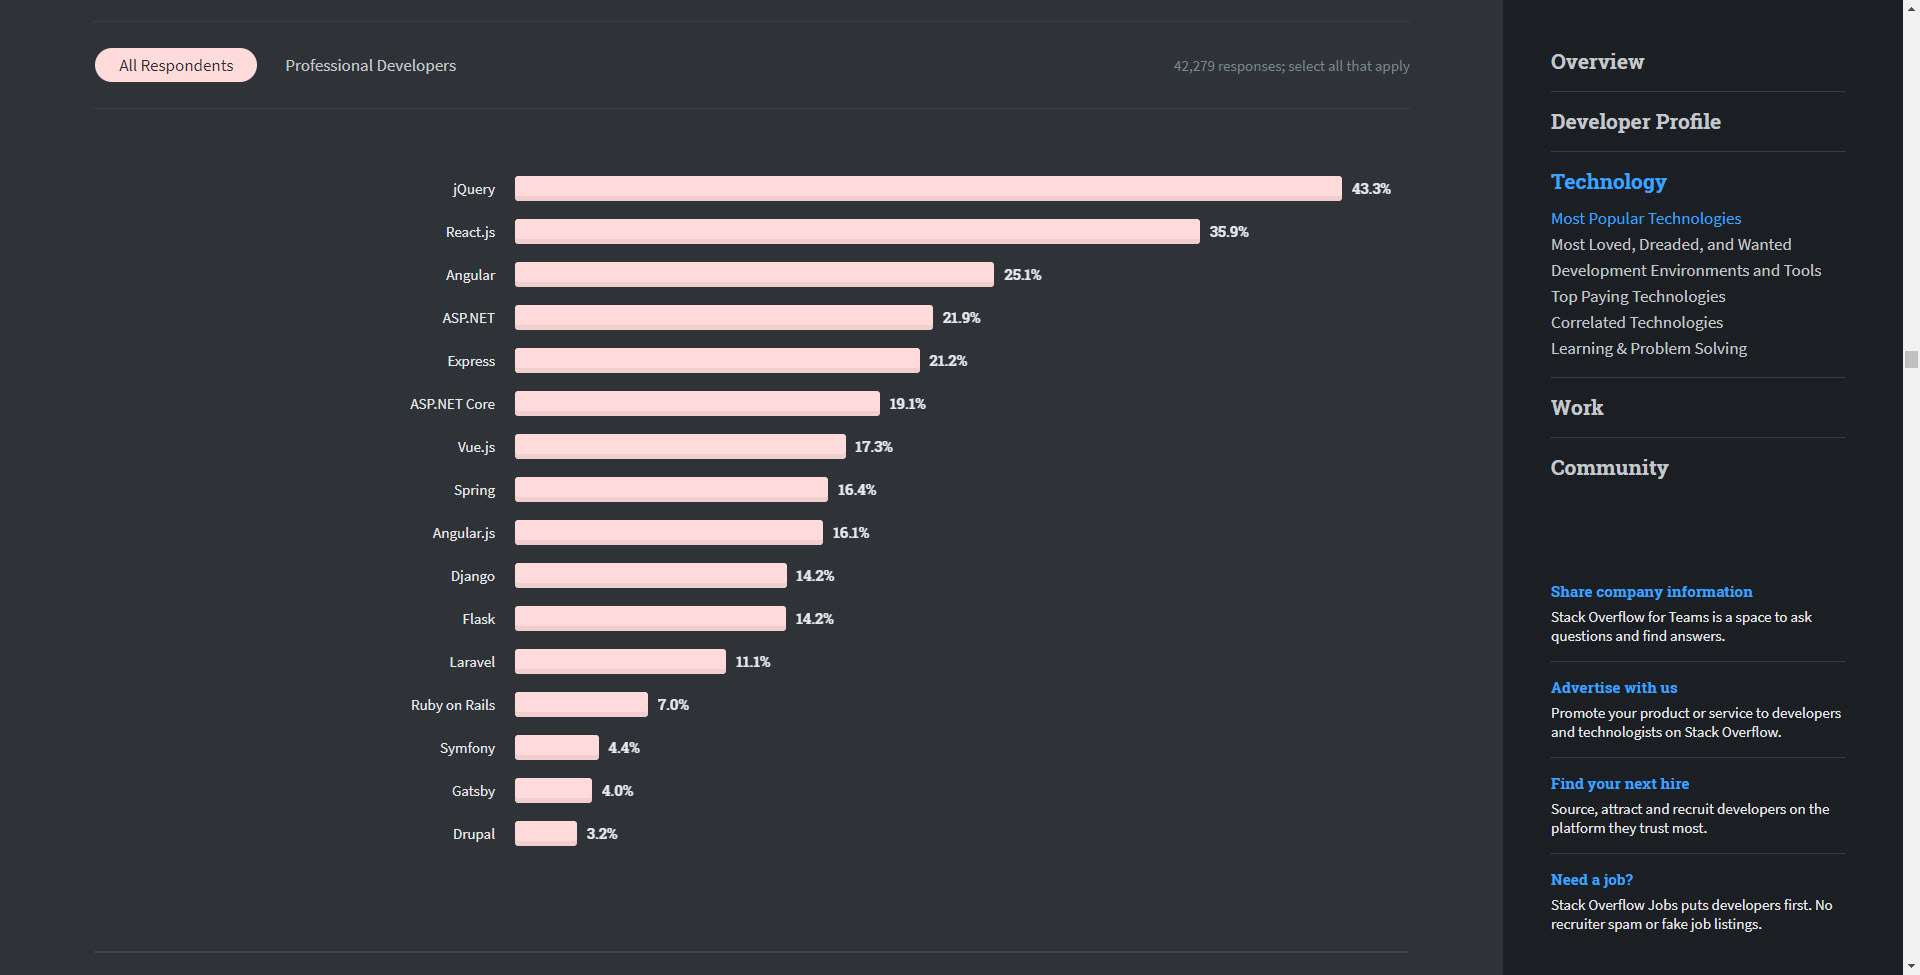 All Respondents
Professional Developers
42,279 responses; select all that apply
jQuery 43.3%
React.js 35.9%
Angular 25.1%
ASP.NET 21.9%
Express 21.2%
ASP.NET Core 19.1%
Vue.js 17.3%
Spring 16.4%
Angular.js 16.1%
Django 14.2%
Flask 14.2%
Laravel 11.1%
Ruby on Rails 7.0%
Symfony 4.4%
Gatsby 4.0%
Drupal 3.2%
Overview
Developer Profile
Technology
Most Popular Technologies
Most Loved, Dreaded, and Wanted
Development Environments and Tools
Top Paying Technologies
Correlated Technologies
Learning & Problem Solving
Work
Community
Share company information
Stack Overflow for Teams is a space to ask
questions and find answers.
Advertise with us
Promote your product or service to developers
and technologists on Stack Overflow.
Find your next hire
Source, attract and recruit developers on the
platform they trust most.
Need a job?
Stack Overflow Jobs puts developers first. No
recruiter spam or fake job listings.